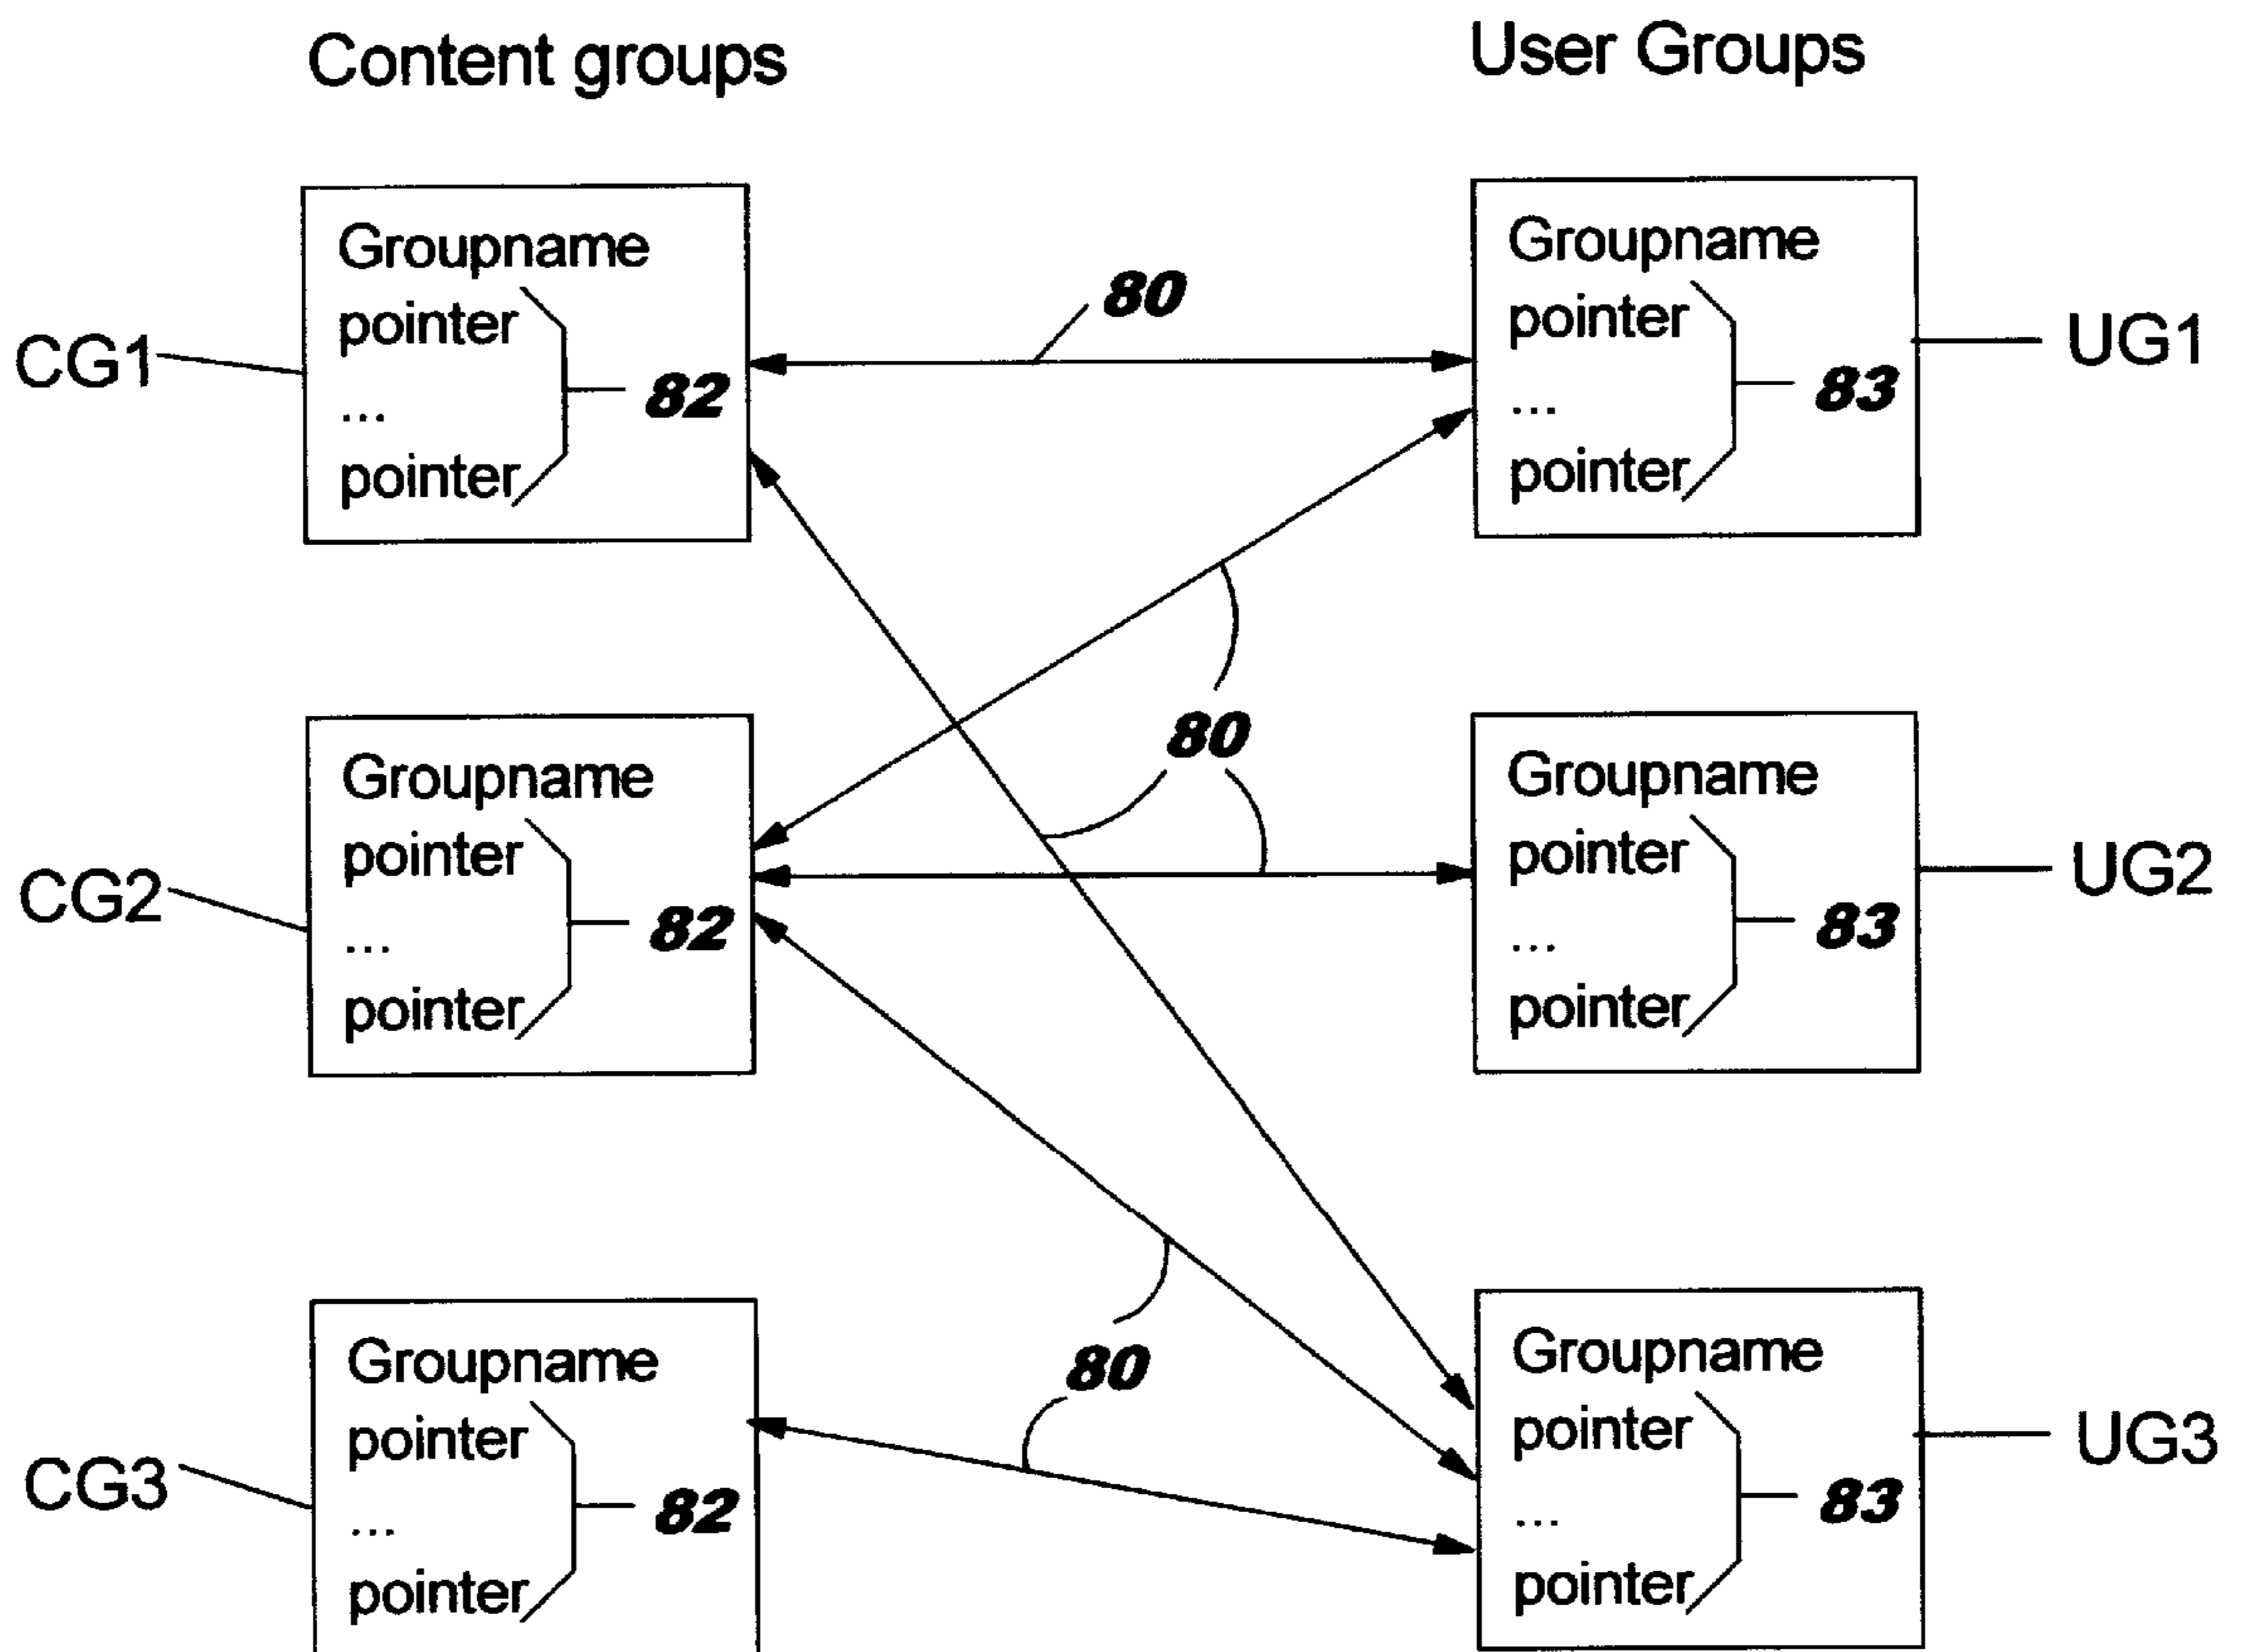 Content groups
User Groups
CG1
Groupname
pointer
...
pointer
82
80
Groupname
pointer
...
pointer
83
UG1
80
CG2
Groupname
pointer
...
pointer
82
Groupname
pointer
...
pointer
83
UG2
80
CG3
Groupname
pointer
...
pointer
82
Groupname
pointer
...
pointer
83
UG3